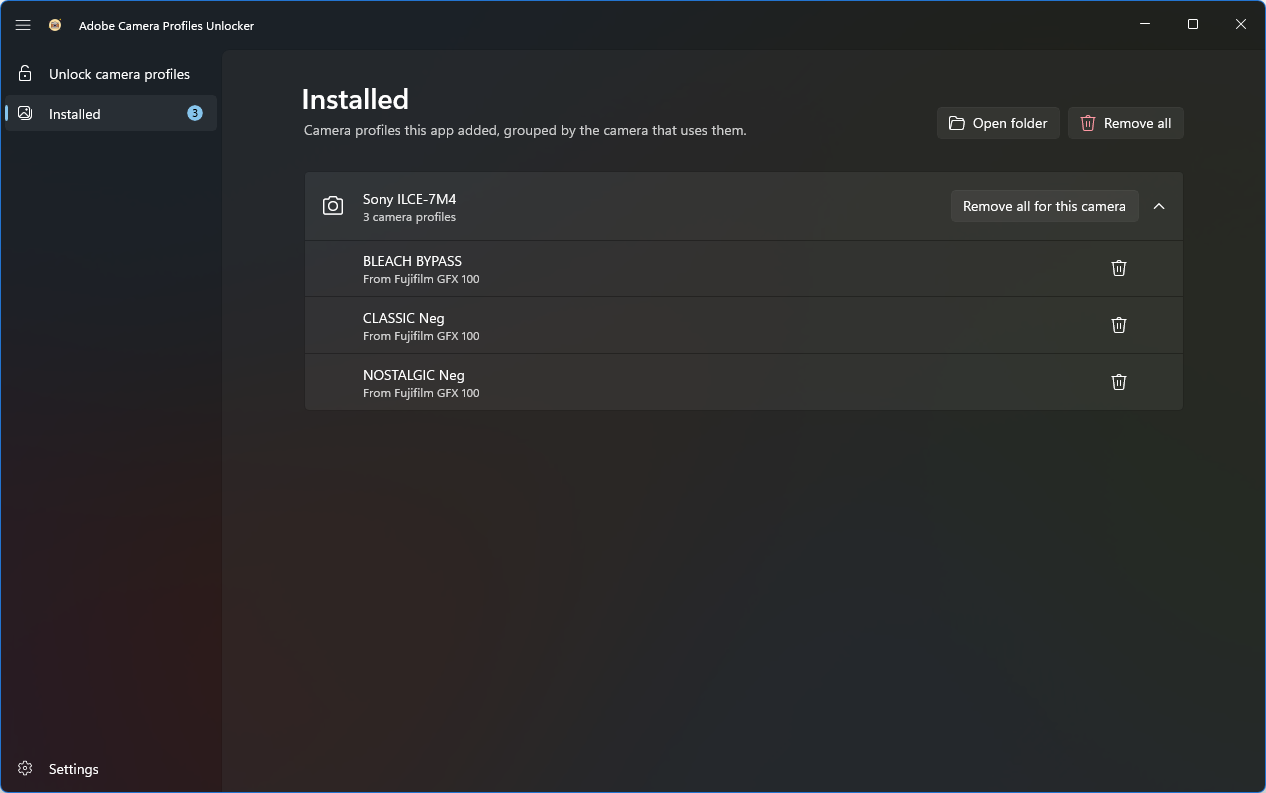 Adobe Camera Profiles Unlocker
Unlock camera profiles
Installed 3
Settings
Installed
Camera profiles this app added, grouped by the camera that uses them.
Open folder Remove all
Sony ILCE-7M4
3 camera profiles
Remove all for this camera
BLEACH BYPASS
From Fujifilm GFX 100
CLASSIC Neg
From Fujifilm GFX 100
NOSTALGIC Neg
From Fujifilm GFX 100